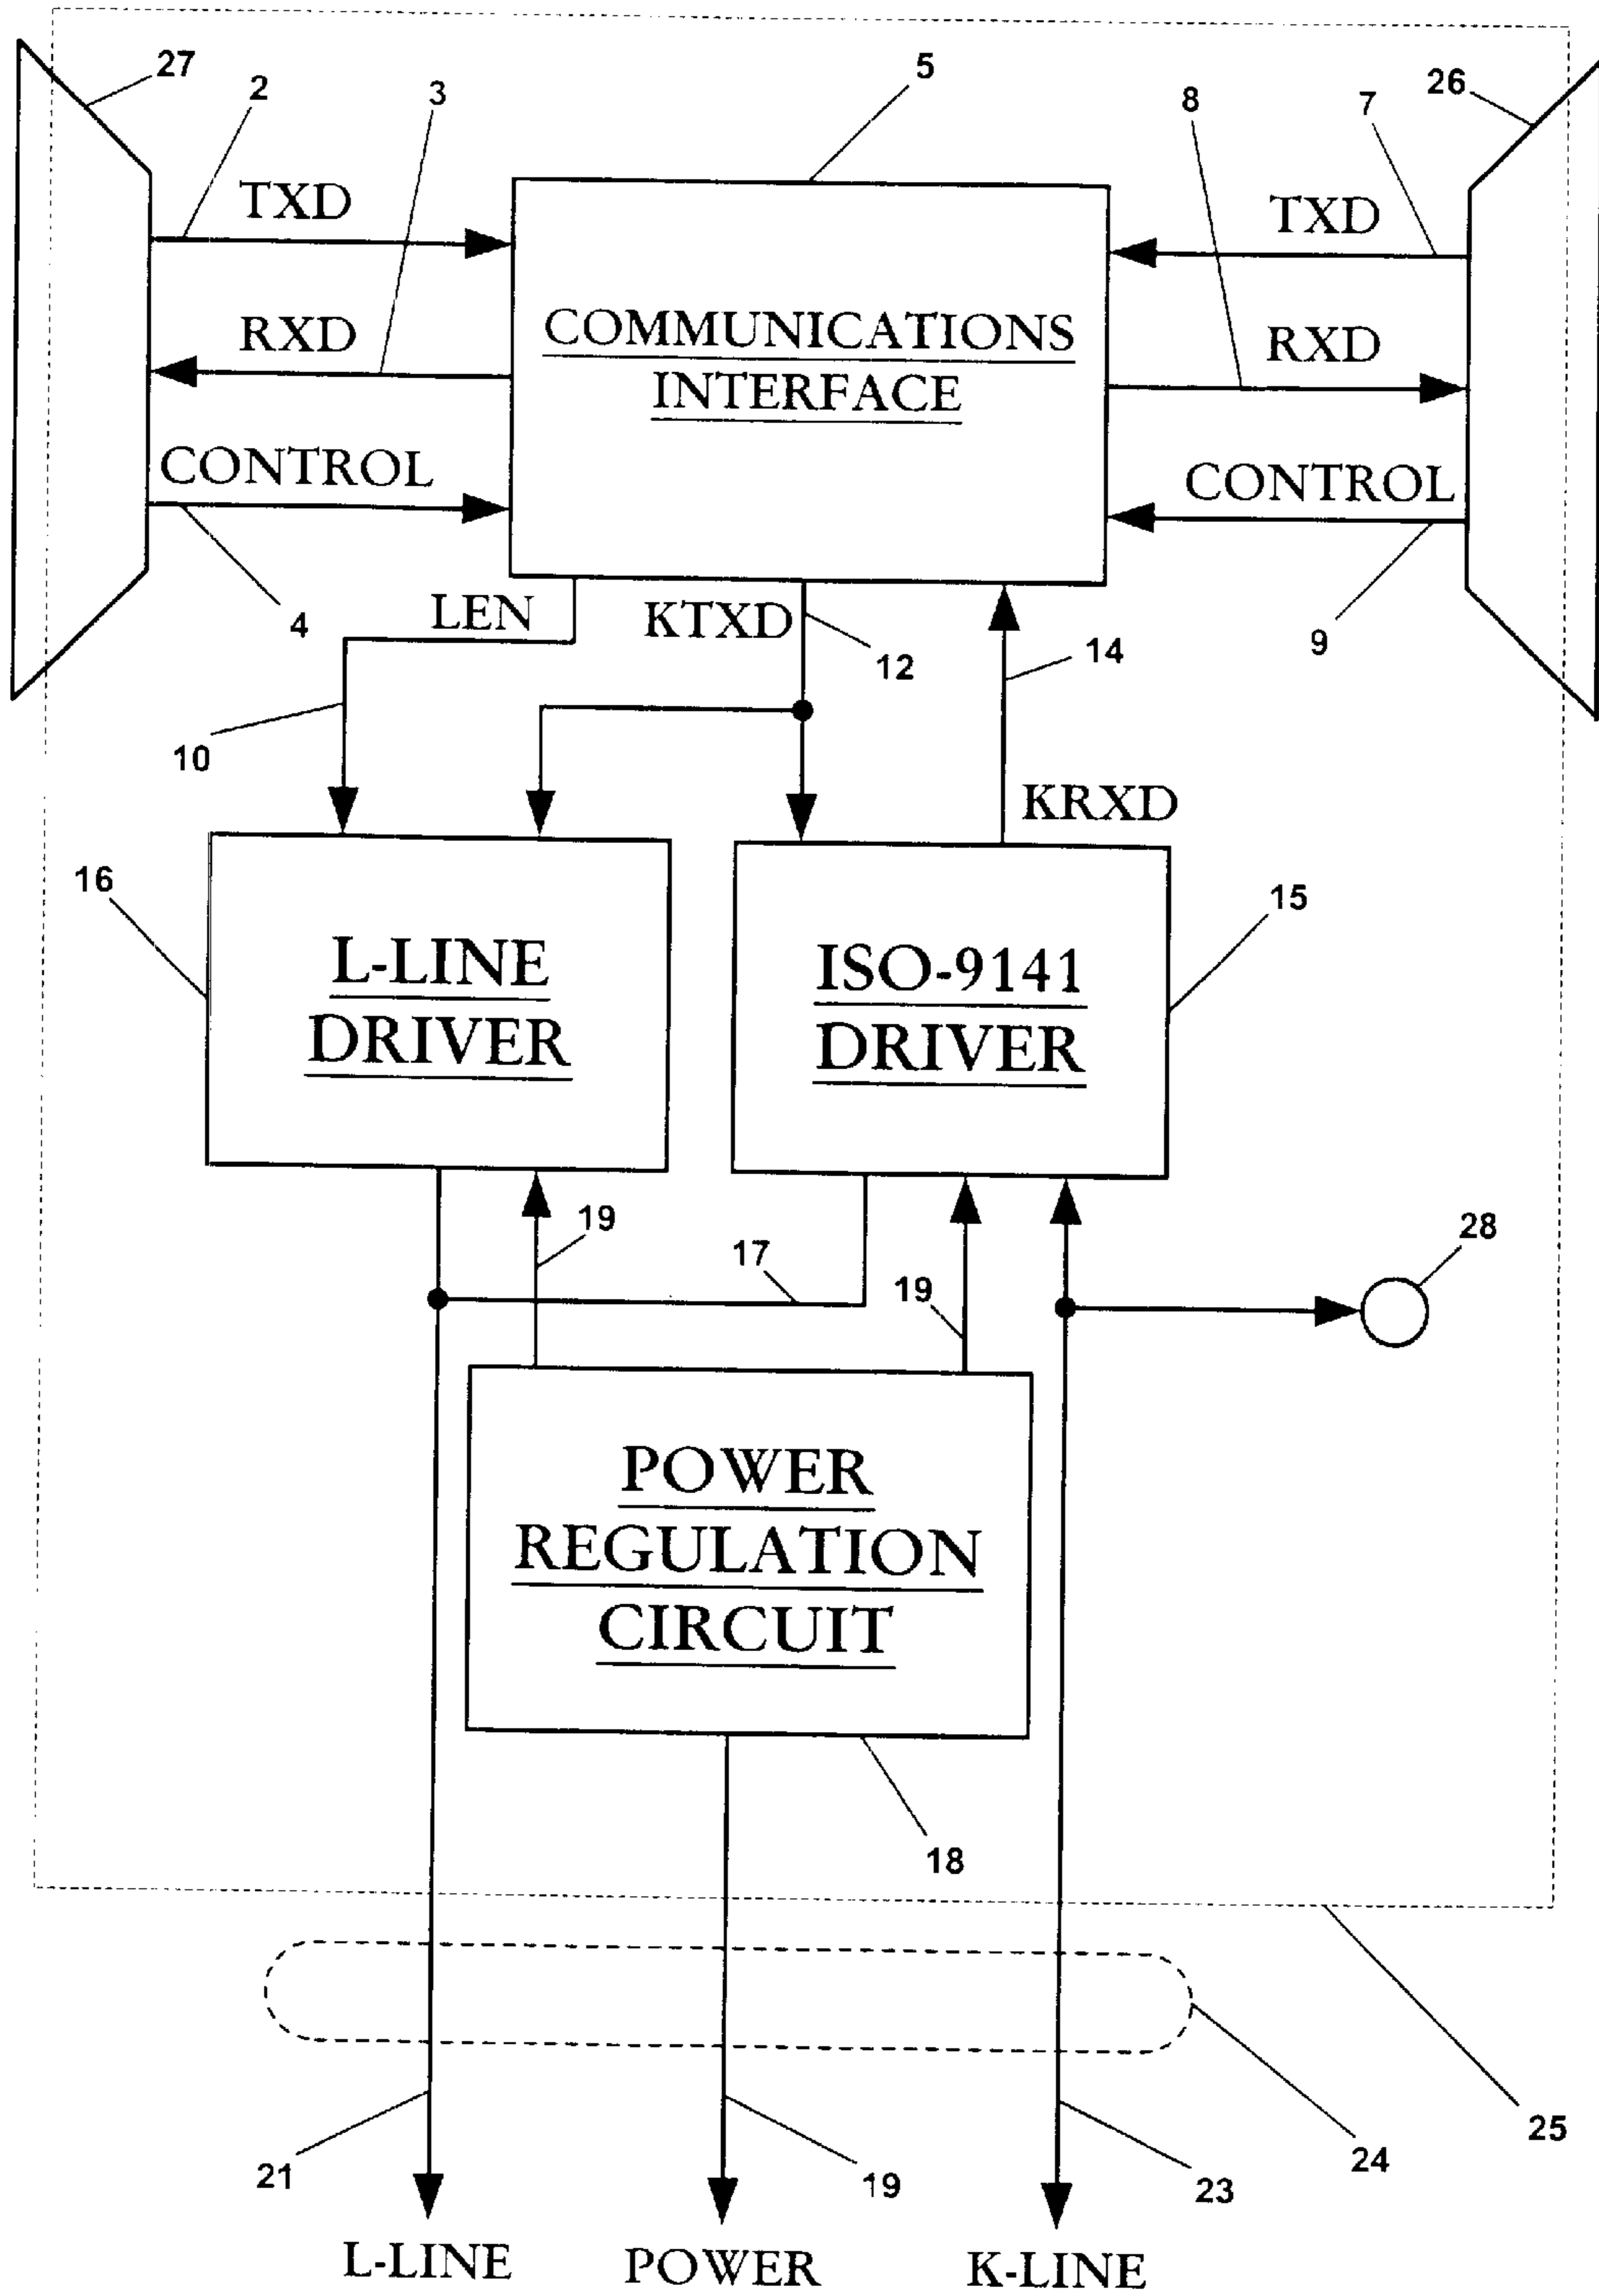 27
2
3
5
8
7
26
TXD
TXD
COMMUNICATIONS
INTERFACE
RXD
RXD
CONTROL
CONTROL
4
LEN
KTXD
12
14
9
10
KRXD
16
15
L-LINE
DRIVER
ISO-9141
DRIVER
19
17
19
28
POWER
REGULATION
CIRCUIT
18
25
24
21
19
23
L-LINE
POWER
K-LINE